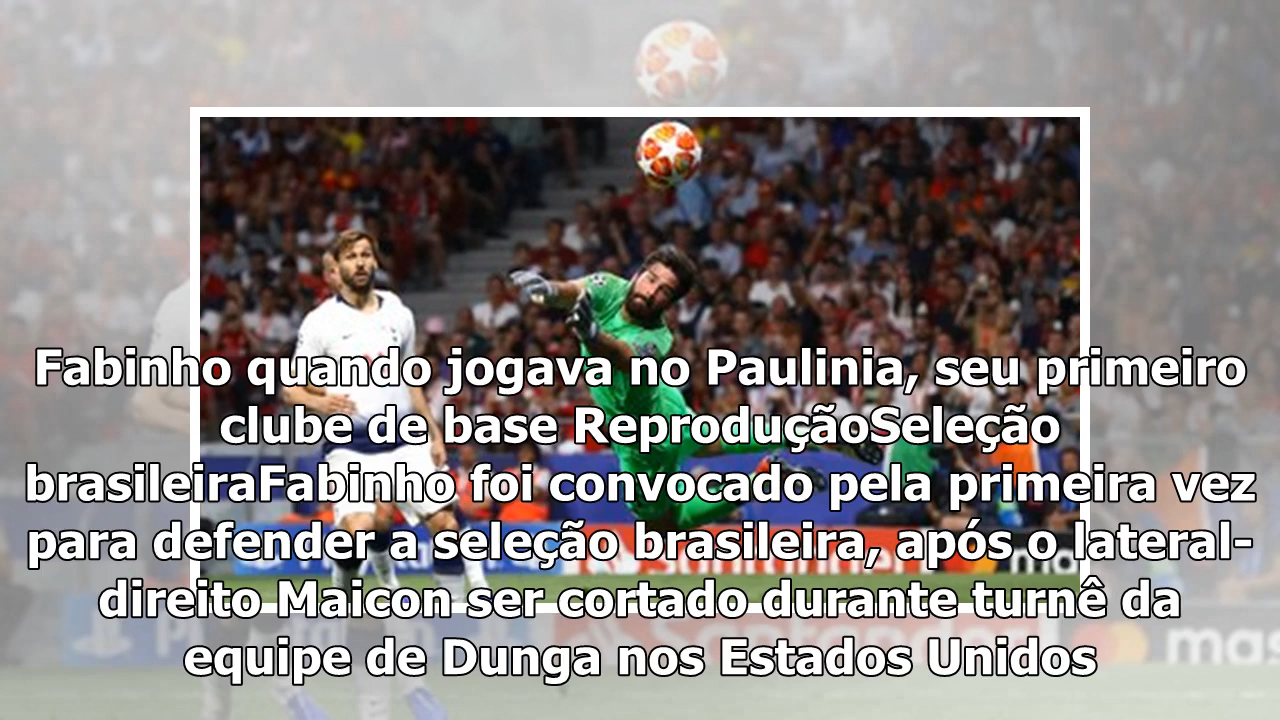 Fabinho quando jogava no Paulinia, seu primeiro
clube de base ReproduçãoSeleção
brasileiraFabinho foi convocado pela primeira vez
para defender a seleção brasileira, após o lateral-
direito Maicon ser cortado durante turnê da
equipe de Dunga nos Estados Unidos